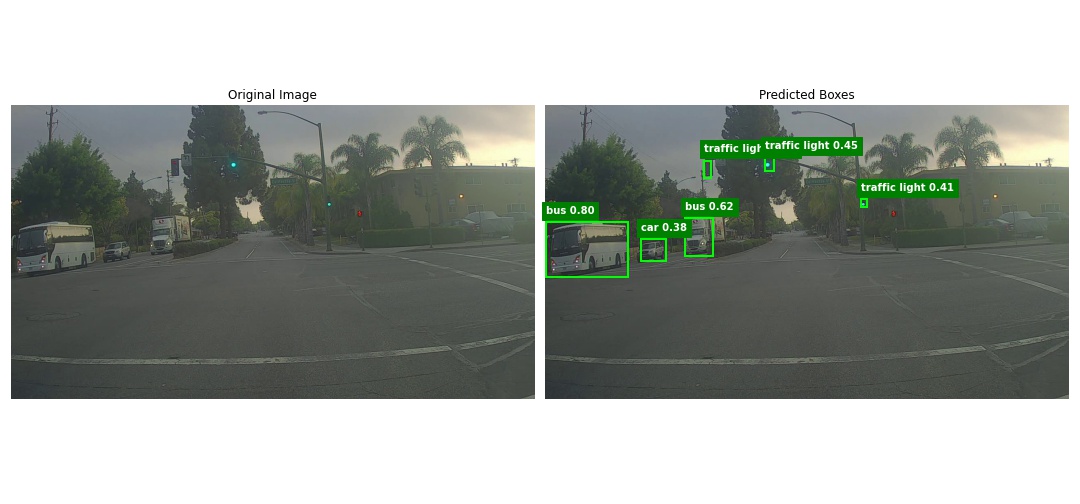 Original Image
Predicted Boxes
traffic ligh
traffic light 0.45
traffic light 0.41
bus 0.80
bus 0.62
car 0.38